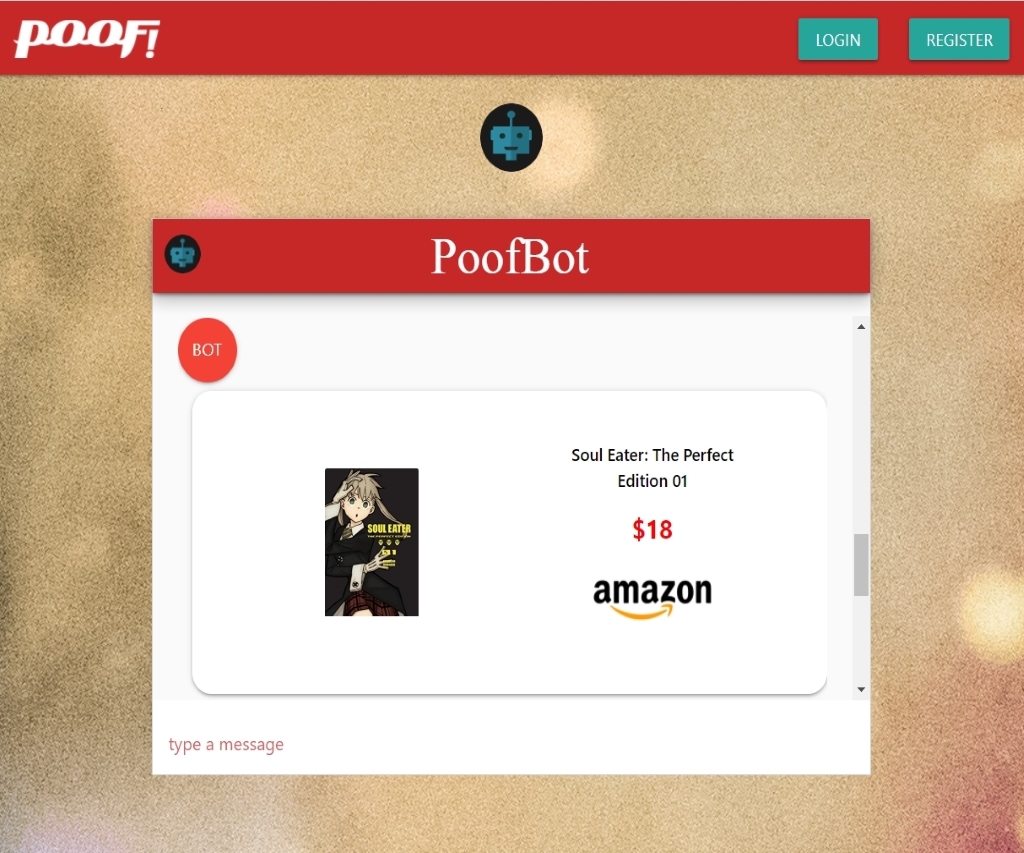 poof!
LOGIN
REGISTER
PoofBot
BOT
Soul Eater: The Perfect
Edition 01
$18
amazon
SOUL EATER
THE PERFECT EDITION
type a message